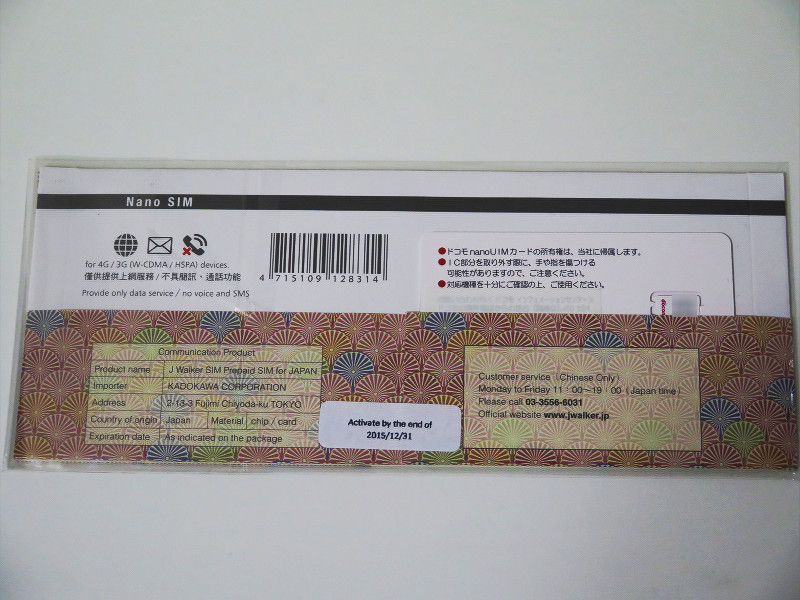 Nano SIM
for 4G / 3G (W-CDMA / HSPA) devices.
僅供提供上網服務 / 不具簡訊、通話功能
Provide only data service / no voice and SMS
4 715109 128314
●ドコモnanoUIMカードの所有権は、当社に帰属します。
●IC部分を取り外す際に、手や指を傷つける
可能性がありますので、ご注意ください。
●対応機種を十分にご確認の上、ご使用ください。
Communication Product
Product name J Walker SIM Prepaid SIM for JAPAN
Importer KADOKAWA CORPORATION
Address 2-13-3 Fujimi Chiyoda-ku TOKYO
Country of origin Japan Material chip / card
Expiration date As indicated on the package
Activate by the end of
2015/12/31
Customer service (Chinese Only)
Monday to Friday 11:00~19:00 (Japan time)
Please call 03-3556-6031
Official website www.jwalker.jp